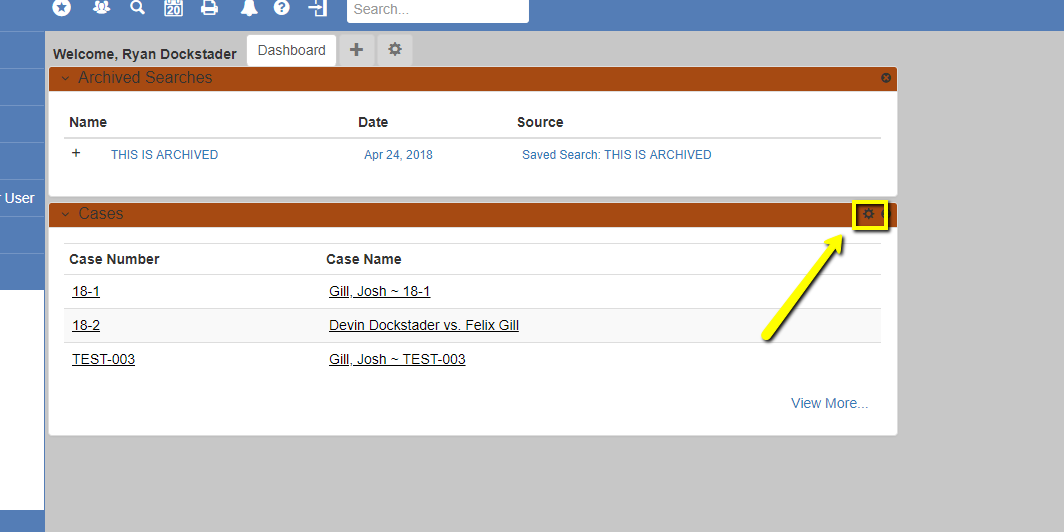 20
Search...
Welcome, Ryan Dockstader Dashboard
Archived Searches
Name Date Source
THIS IS ARCHIVED Apr 24, 2018 Saved Search: THIS IS ARCHIVED
User
Cases
Case Number Case Name
18-1 Gill, Josh ~ 18-1
18-2 Devin Dockstader vs. Felix Gill
TEST-003 Gill, Josh ~ TEST-003
View More...